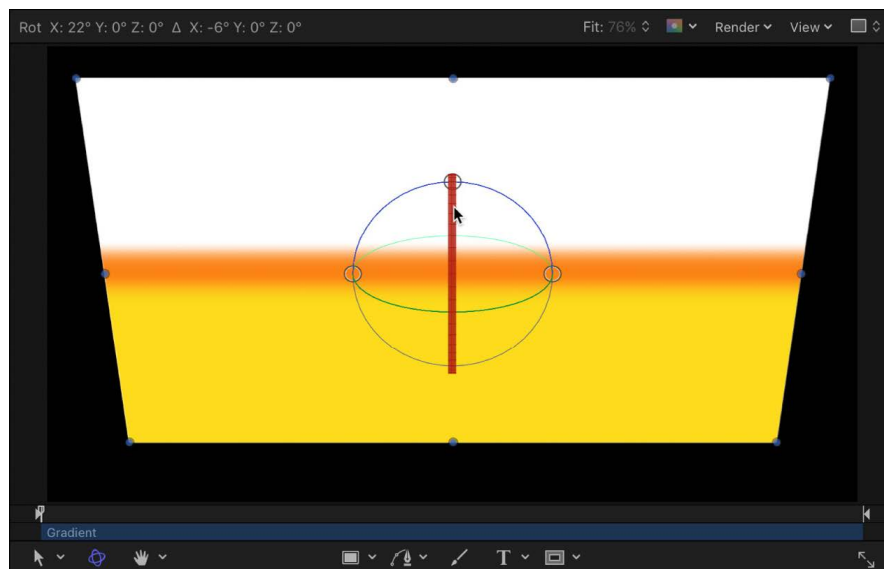 Rot X: 22° Y: 0° Z: 0° Δ X: -6° Y: 0° Z: 0° Fit: 76% Render View
Gradient
T